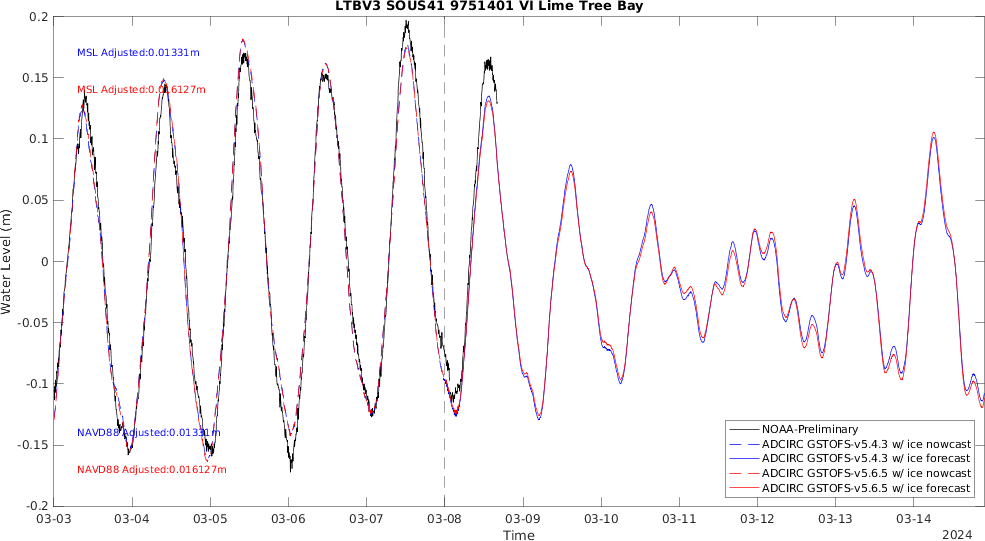 LTBV3 SOUS41 9751401 VI Lime Tree Bay
0.2
0.15
0.1
0.05
0
-0.05
-0.1
-0.15
-0.2
Water Level (m)
MSL Adjusted:0.01331m
MSL Adjusted:0.016127m
NAVD88 Adjusted:0.01331m
NAVD88 Adjusted:0.016127m
NOAA-Preliminary
ADCIRC GSTOFS-v5.4.3 w/ ice nowcast
ADCIRC GSTOFS-v5.4.3 w/ ice forecast
ADCIRC GSTOFS-v5.6.5 w/ ice nowcast
ADCIRC GSTOFS-v5.6.5 w/ ice forecast
03-03 03-04 03-05 03-06 03-07 03-08 03-09 03-10 03-11 03-12 03-13 03-14
Time
2024